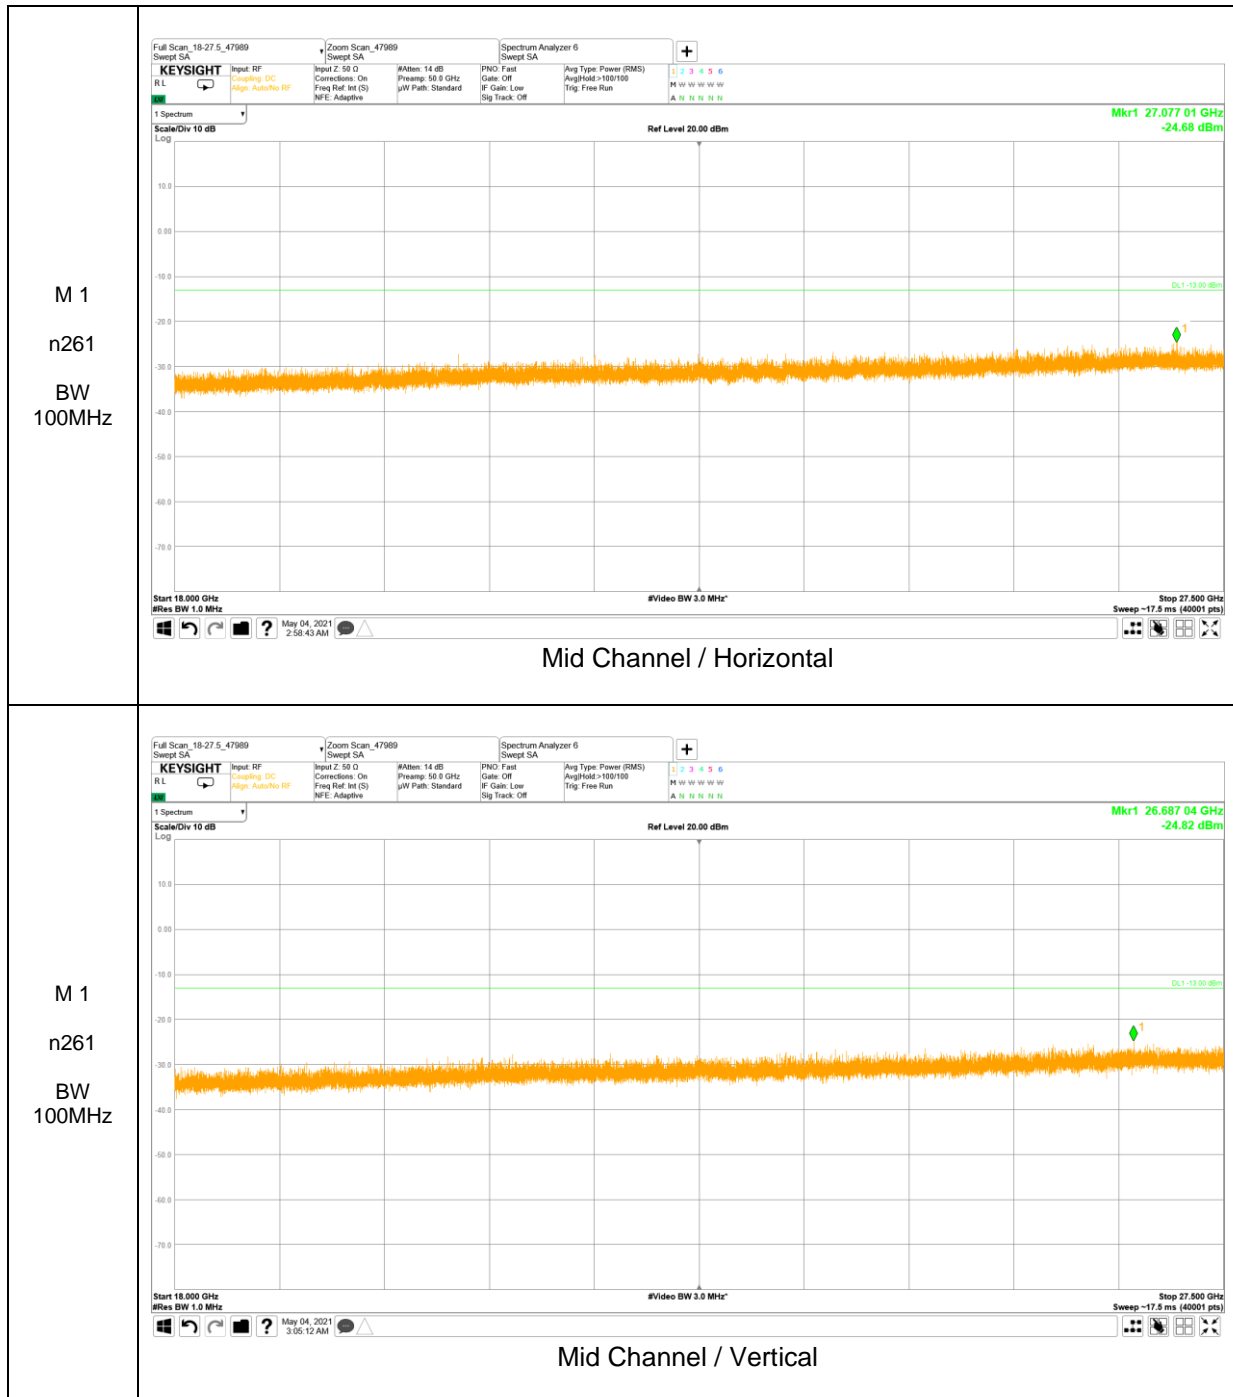 M 1
n261
BW
100MHz
Full Scan_18-27.5_47989
Swept SA
Zoom Scan_47989
Swept SA
Spectrum Analyzer 6
Swept SA
+
KEYSIGHT
R L
Input: RF
Coupling: DC
Align: Auto/No RF
Input Z: 50 Ω
Corrections: On
Freq Ref: Int (S)
NFE: Adaptive
#Atten: 14 dB
Preamp: 50.0 GHz
µW Path: Standard
PNO: Fast
Gate: Off
IF Gain: Low
Sig Track: Off
Avg Type: Power (RMS)
Avg|Hold:>100/100
Trig: Free Run
1 2 3 4 5 6
M W W W W W
A N N N N N
1 Spectrum
Scale/Div 10 dB
Log
Ref Level 20.00 dBm
Mkr1 27.077 01 GHz
-24.68 dBm
10.0
0.00
-10.0
DL1 -13.00 dBm
-20.0
1
-30.0
-40.0
-50.0
-60.0
-70.0
Start 18.000 GHz
#Res BW 1.0 MHz
#Video BW 3.0 MHz*
Stop 27.500 GHz
Sweep ~17.5 ms (40001 pts)
?
May 04, 2021
2:58:43 AM
Mid Channel / Horizontal
M 1
n261
BW
100MHz
Full Scan_18-27.5_47989
Swept SA
Zoom Scan_47989
Swept SA
Spectrum Analyzer 6
Swept SA
+
KEYSIGHT
R L
Input: RF
Coupling: DC
Align: Auto/No RF
Input Z: 50 Ω
Corrections: On
Freq Ref: Int (S)
NFE: Adaptive
#Atten: 14 dB
Preamp: 50.0 GHz
µW Path: Standard
PNO: Fast
Gate: Off
IF Gain: Low
Sig Track: Off
Avg Type: Power (RMS)
Avg|Hold:>100/100
Trig: Free Run
1 2 3 4 5 6
M W W W W W
A N N N N N
1 Spectrum
Scale/Div 10 dB
Log
Ref Level 20.00 dBm
Mkr1 26.687 04 GHz
-24.82 dBm
10.0
0.00
-10.0
DL1 -13.00 dBm
-20.0
1
-30.0
-40.0
-50.0
-60.0
-70.0
Start 18.000 GHz
#Res BW 1.0 MHz
#Video BW 3.0 MHz*
Stop 27.500 GHz
Sweep ~17.5 ms (40001 pts)
?
May 04, 2021
3:05:12 AM
Mid Channel / Vertical